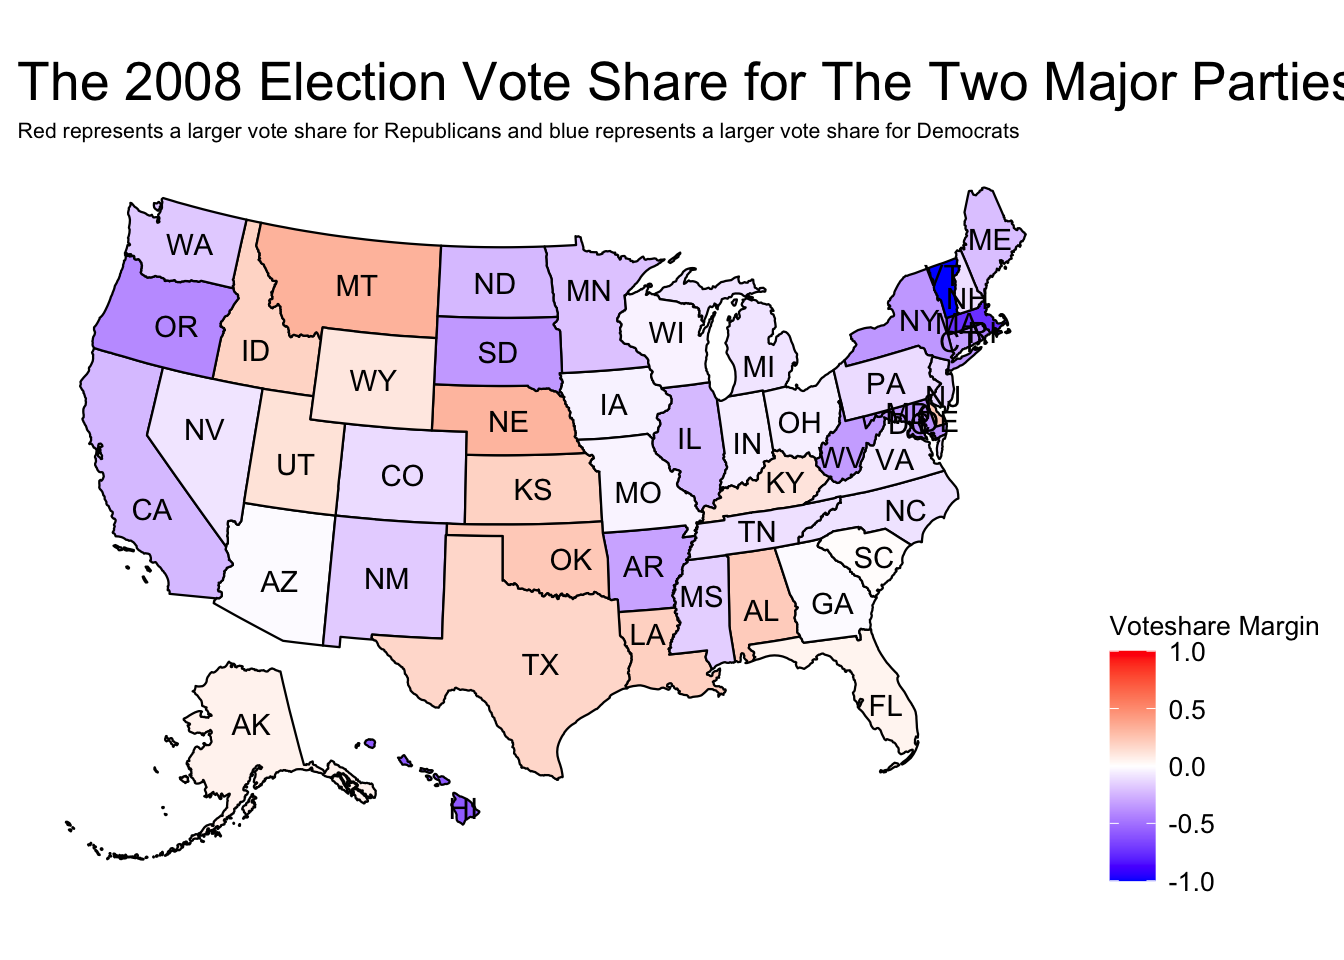 The 2008 Election Vote Share for The Two Major Parties
Red represents a larger vote share for Republicans and blue represents a larger vote share for Democrats
WA
ME
MT
ND
MN
VT
NH
OR
NY
MA
RI
CT
WI
ID
SD
MI
WY
PA
NJ
IA
NE
OH
MD
DE
DC
NV
IL
IN
WV
VA
UT
CO
KS
MO
KY
CA
NC
TN
OK
SC
AR
AZ
NM
MS
GA
AL
LA
TX
FL
AK
HI
Voteshare Margin
1.0
0.5
0.0
-0.5
-1.0